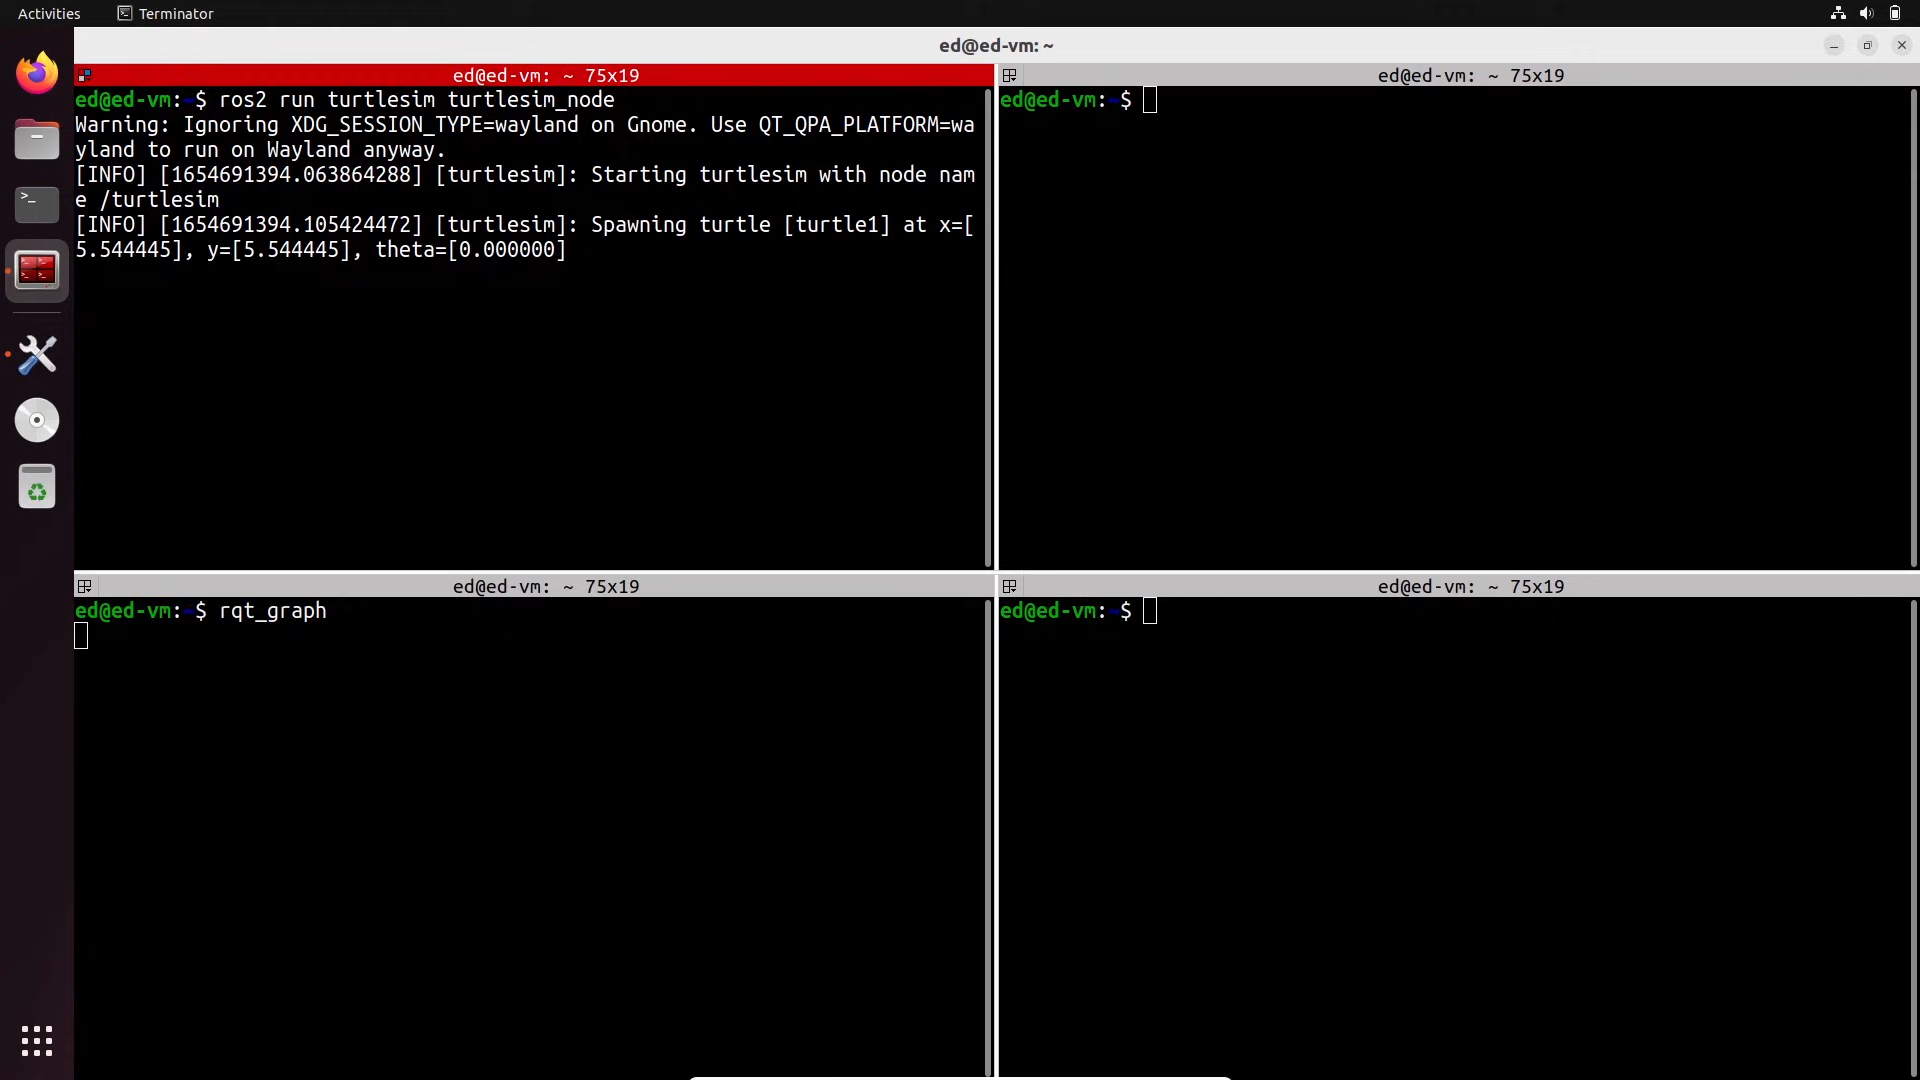 Activities
Terminator
ed@ed-vm: ~
ed@ed-vm: ~ 75x19
ed@ed-vm:~$ ros2 run turtlesim turtlesim_node
Warning: Ignoring XDG_SESSION_TYPE=wayland on Gnome. Use QT_QPA_PLATFORM=wa
yland to run on Wayland anyway.
[INFO] [1654691394.063864288] [turtlesim]: Starting turtlesim with node nam
e /turtlesim
[INFO] [1654691394.105424472] [turtlesim]: Spawning turtle [turtle1] at x=[
5.544445], y=[5.544445], theta=[0.000000]
ed@ed-vm: ~ 75x19
ed@ed-vm:~$
ed@ed-vm: ~ 75x19
ed@ed-vm:~$ rqt_graph
ed@ed-vm: ~ 75x19
ed@ed-vm:~$